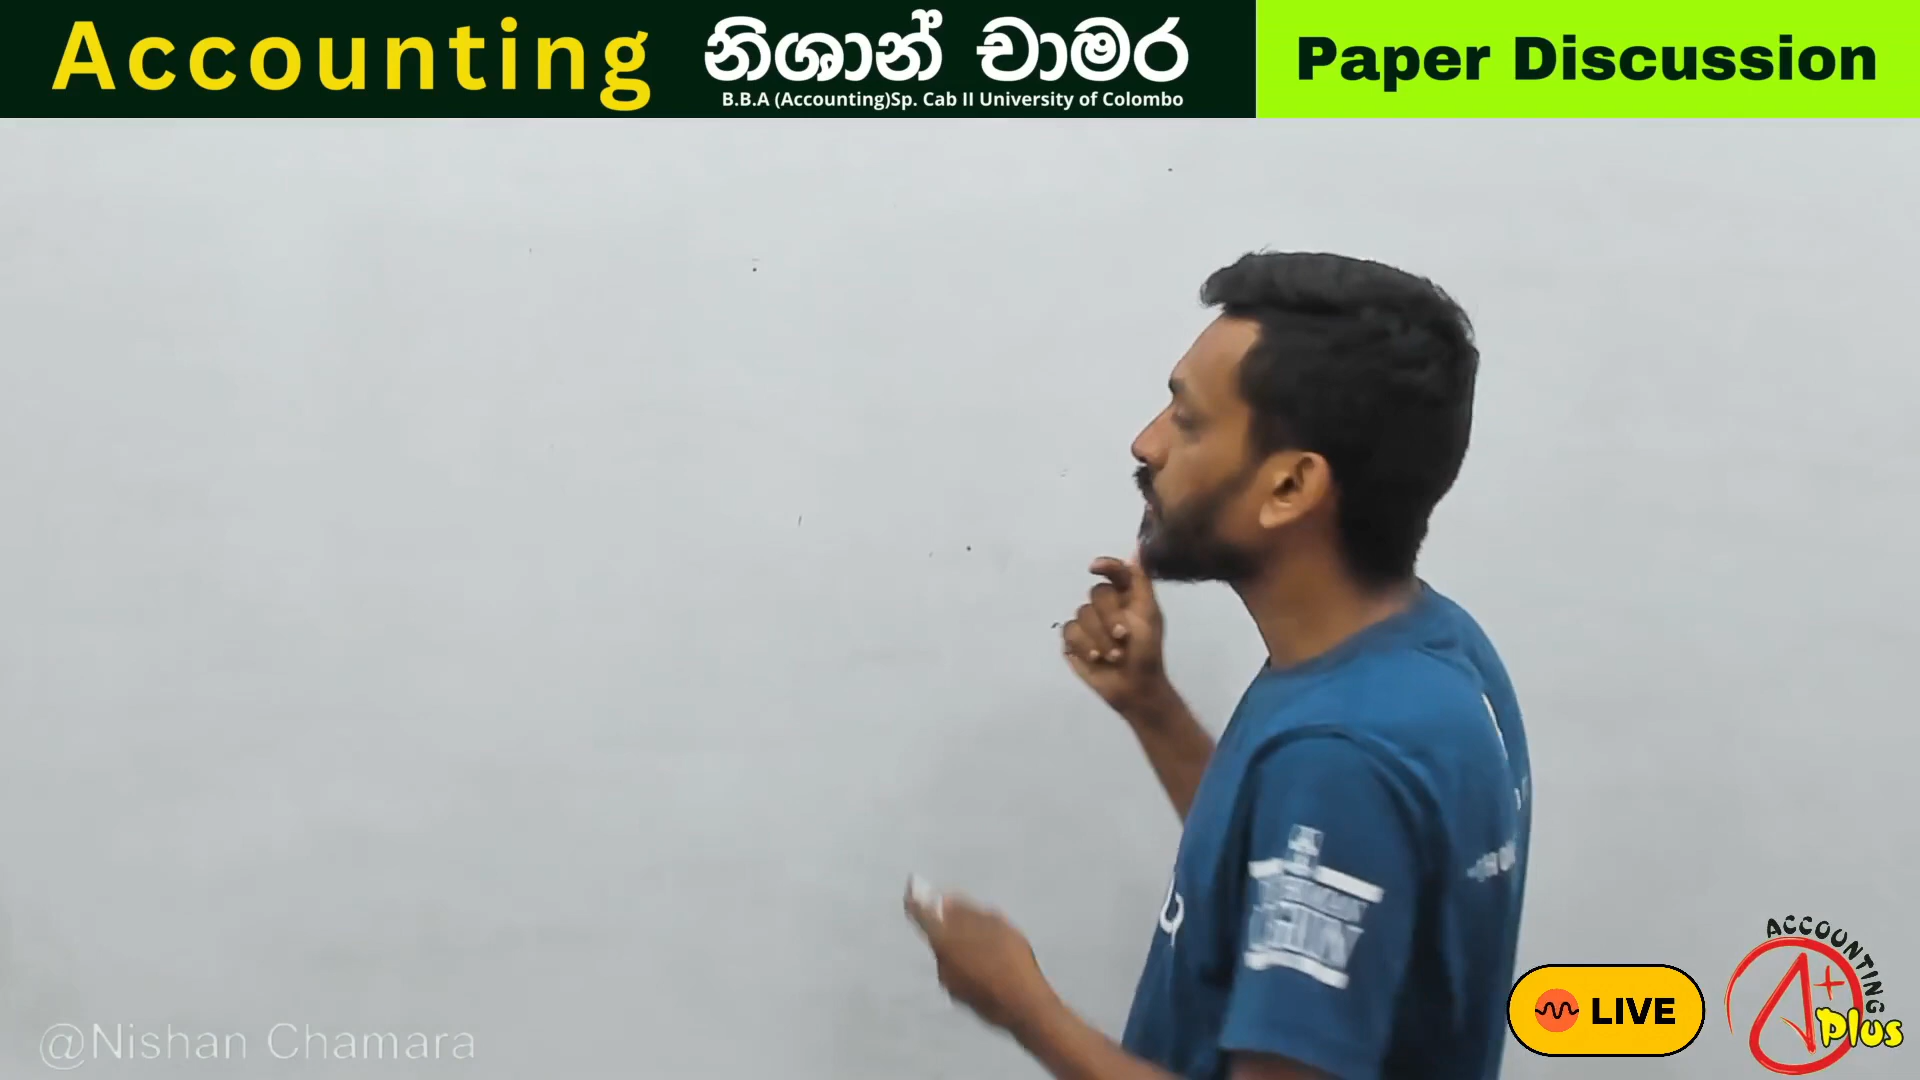 Accounting
නිශාන් චාමර
B.B.A (Accounting)Sp. Cab II University of Colombo
Paper Discussion
@Nishan Chamara
LIVE
ACCOUNTING
A+
Plus